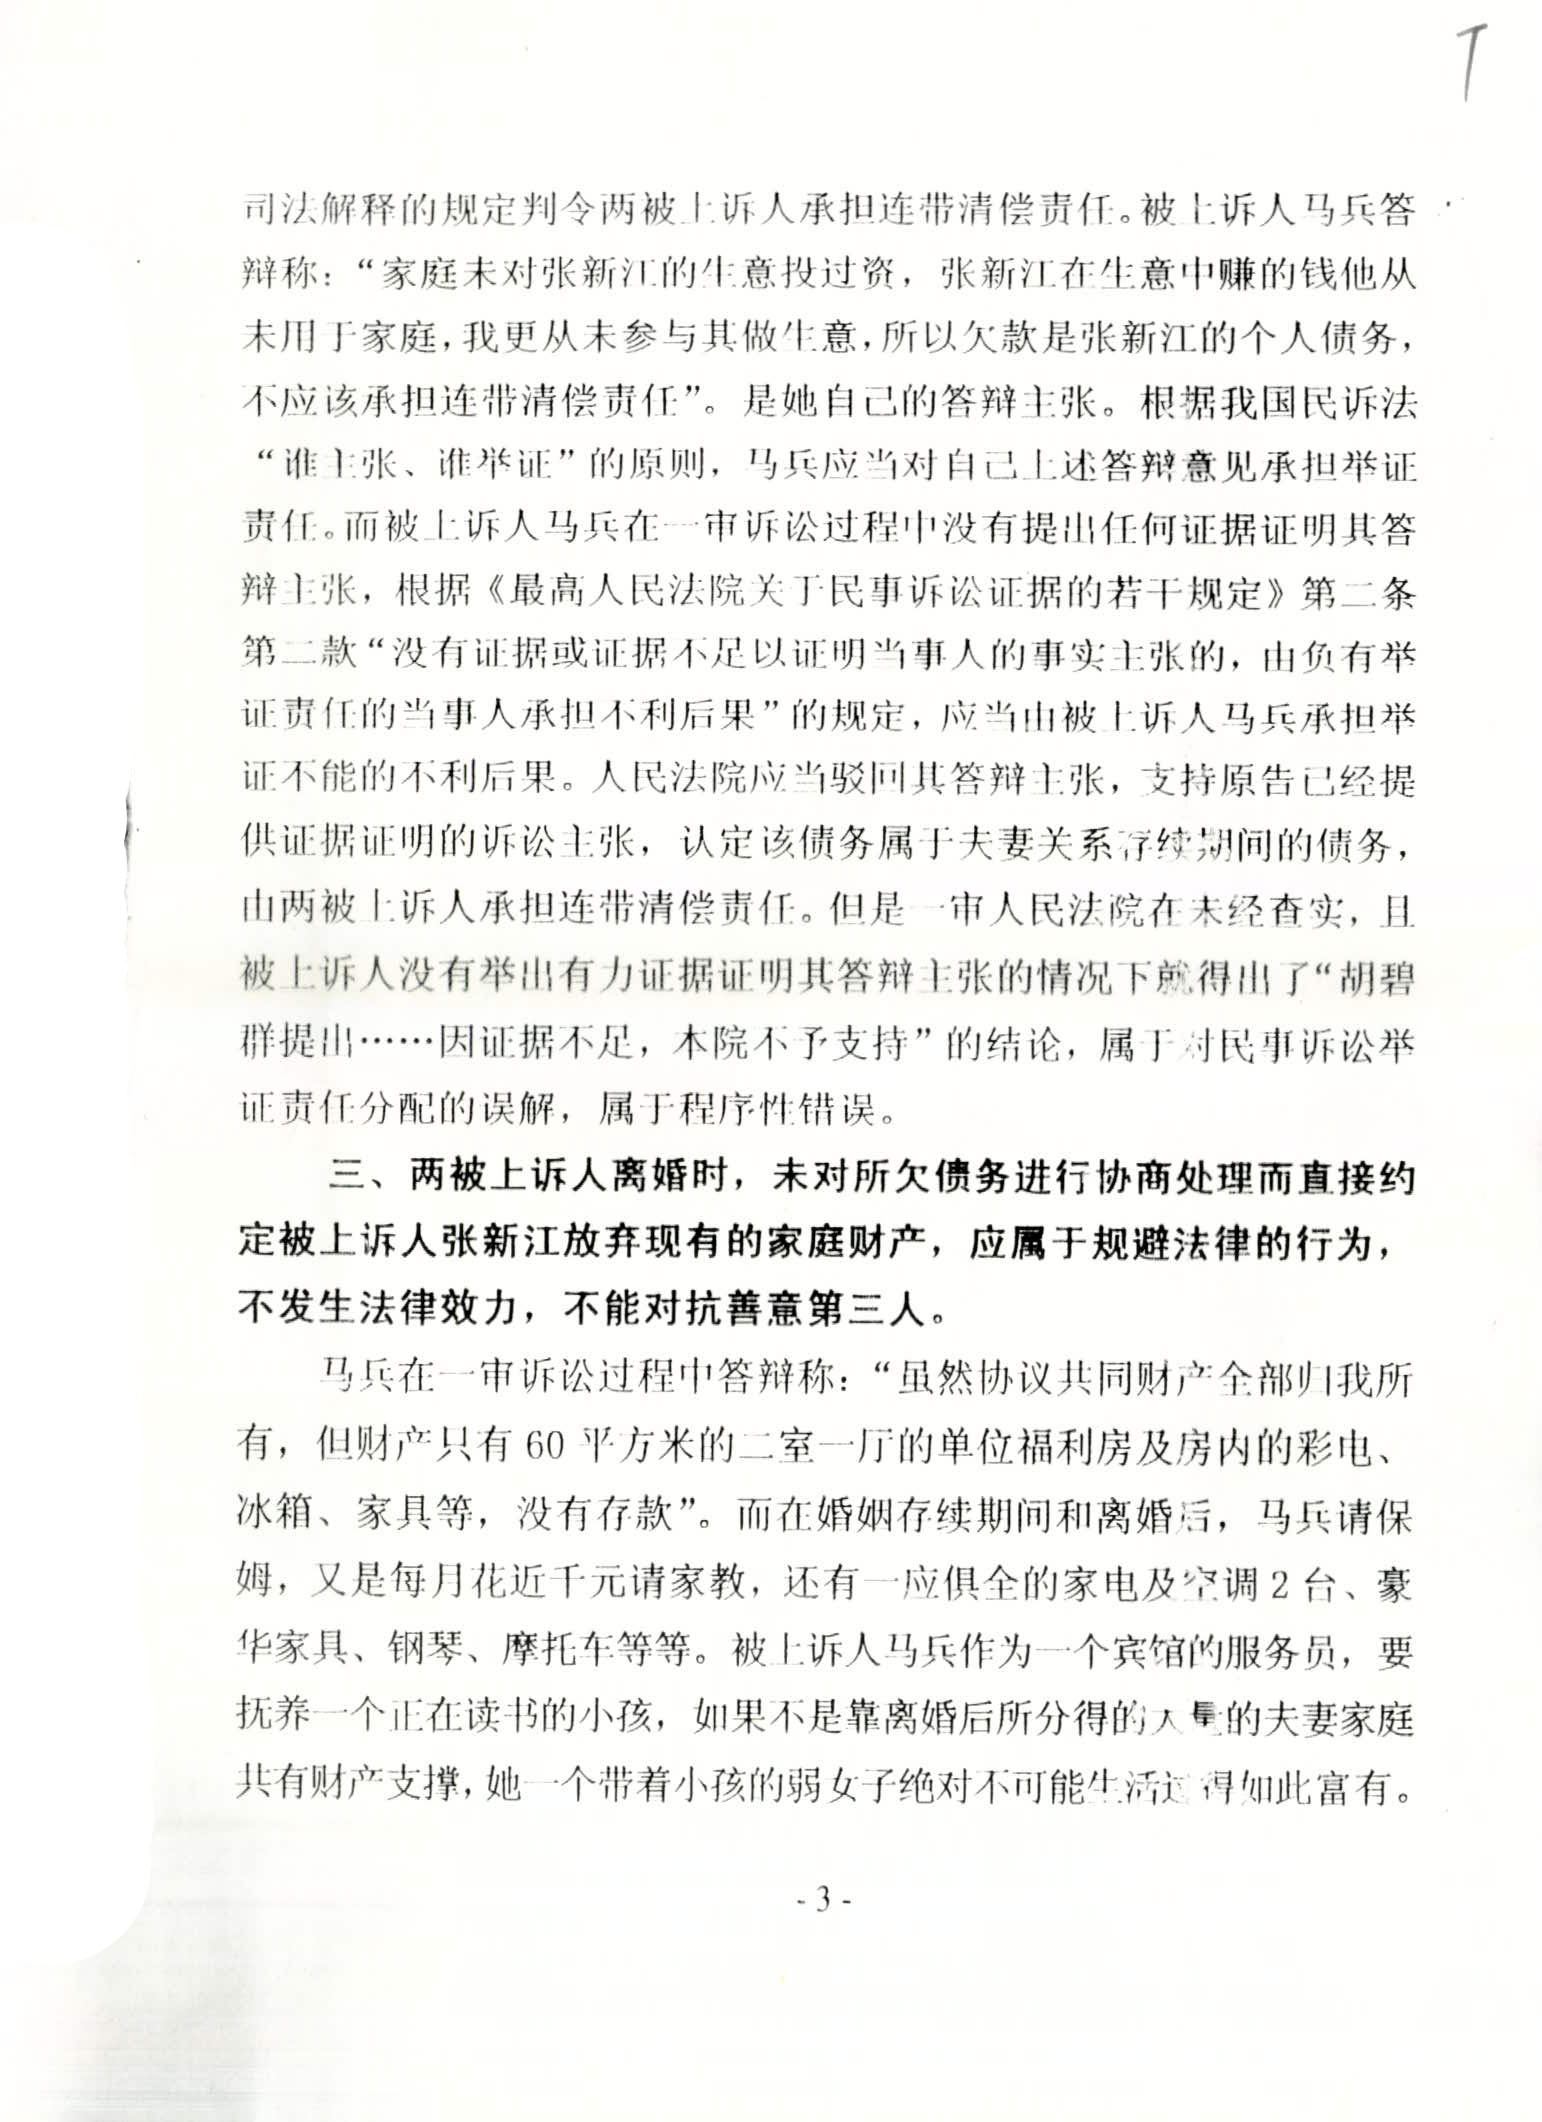 司法解释的规定判令两被上诉人承担连带清偿责任。被上诉人马兵答
辩称：“家庭未对张新江的生意投过资，张新江在生意中赚的钱他从
未用于家庭，我更从未参与其做生意，所以欠款是张新江的个人债务，
不应该承担连带清偿责任”。是她自己的答辩主张。根据我国民诉法
“谁主张、谁举证”的原则，马兵应当对自己上述答辩意见承担举证
责任。而被上诉人马兵在一审诉讼过程中没有提出任何证据证明其答
辩主张，根据《最高人民法院关于民事诉讼证据的若干规定》第二条
第二款“没有证据或证据不足以证明当事人的事实主张的，由负有举
证责任的当事人承担不利后果”的规定，应当由被上诉人马兵承担举
证不能的不利后果。人民法院应当驳回其答辩主张，支持原告已经提
供证据证明的诉讼主张，认定该债务属于夫妻关系存续期间的债务，
由两被上诉人承担连带清偿责任。但是一审人民法院在未经查实，且
被上诉人没有举出有力证据证明其答辩主张的情况下就得出了“胡碧
群提出……因证据不足，本院不予支持”的结论，属于对民事诉讼举
证责任分配的误解，属于程序性错误。
三、两被上诉人离婚时，未对所欠债务进行协商处理而直接约
定被上诉人张新江放弃现有的家庭财产，应属于规避法律的行为，
不发生法律效力，不能对抗善意第三人。
马兵在一审诉讼过程中答辩称：“虽然协议共同财产全部归我所
有，但财产只有 60 平方米的二室一厅的单位福利房及房内的彩电、
冰箱、家具等，没有存款”。而在婚姻存续期间和离婚后，马兵请保
姆，又是每月花近千元请家教，还有一应俱全的家电及空调 2 台、豪
华家具、钢琴、摩托车等等。被上诉人马兵作为一个宾馆的服务员，要
抚养一个正在读书的小孩，如果不是靠离婚后所分得的大量的夫妻家庭
共有财产支撑，她一个带着小孩的弱女子绝对不可能生活过得如此富有。
- 3 -